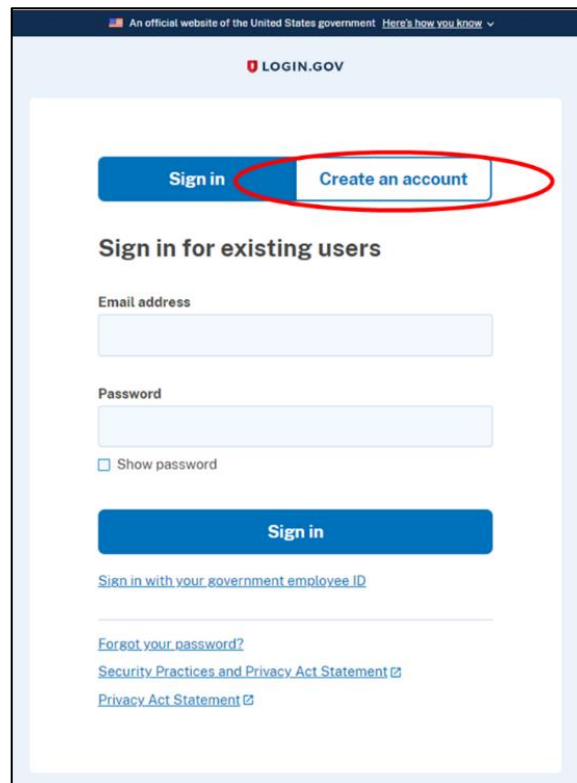 An official website of the United States government Here's how you know
LOGIN.GOV
Sign in Create an account
Sign in for existing users
Email address
Password
Show password
Sign in
Sign in with your government employee ID
Forgot your password?
Security Practices and Privacy Act Statement
Privacy Act Statement